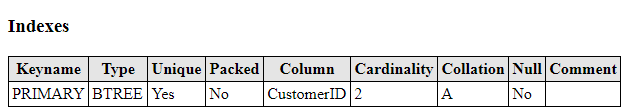 Indexes
Keyname Type Unique Packed Column Cardinality Collation Null Comment
PRIMARY BTREE Yes No CustomerID 2 A No